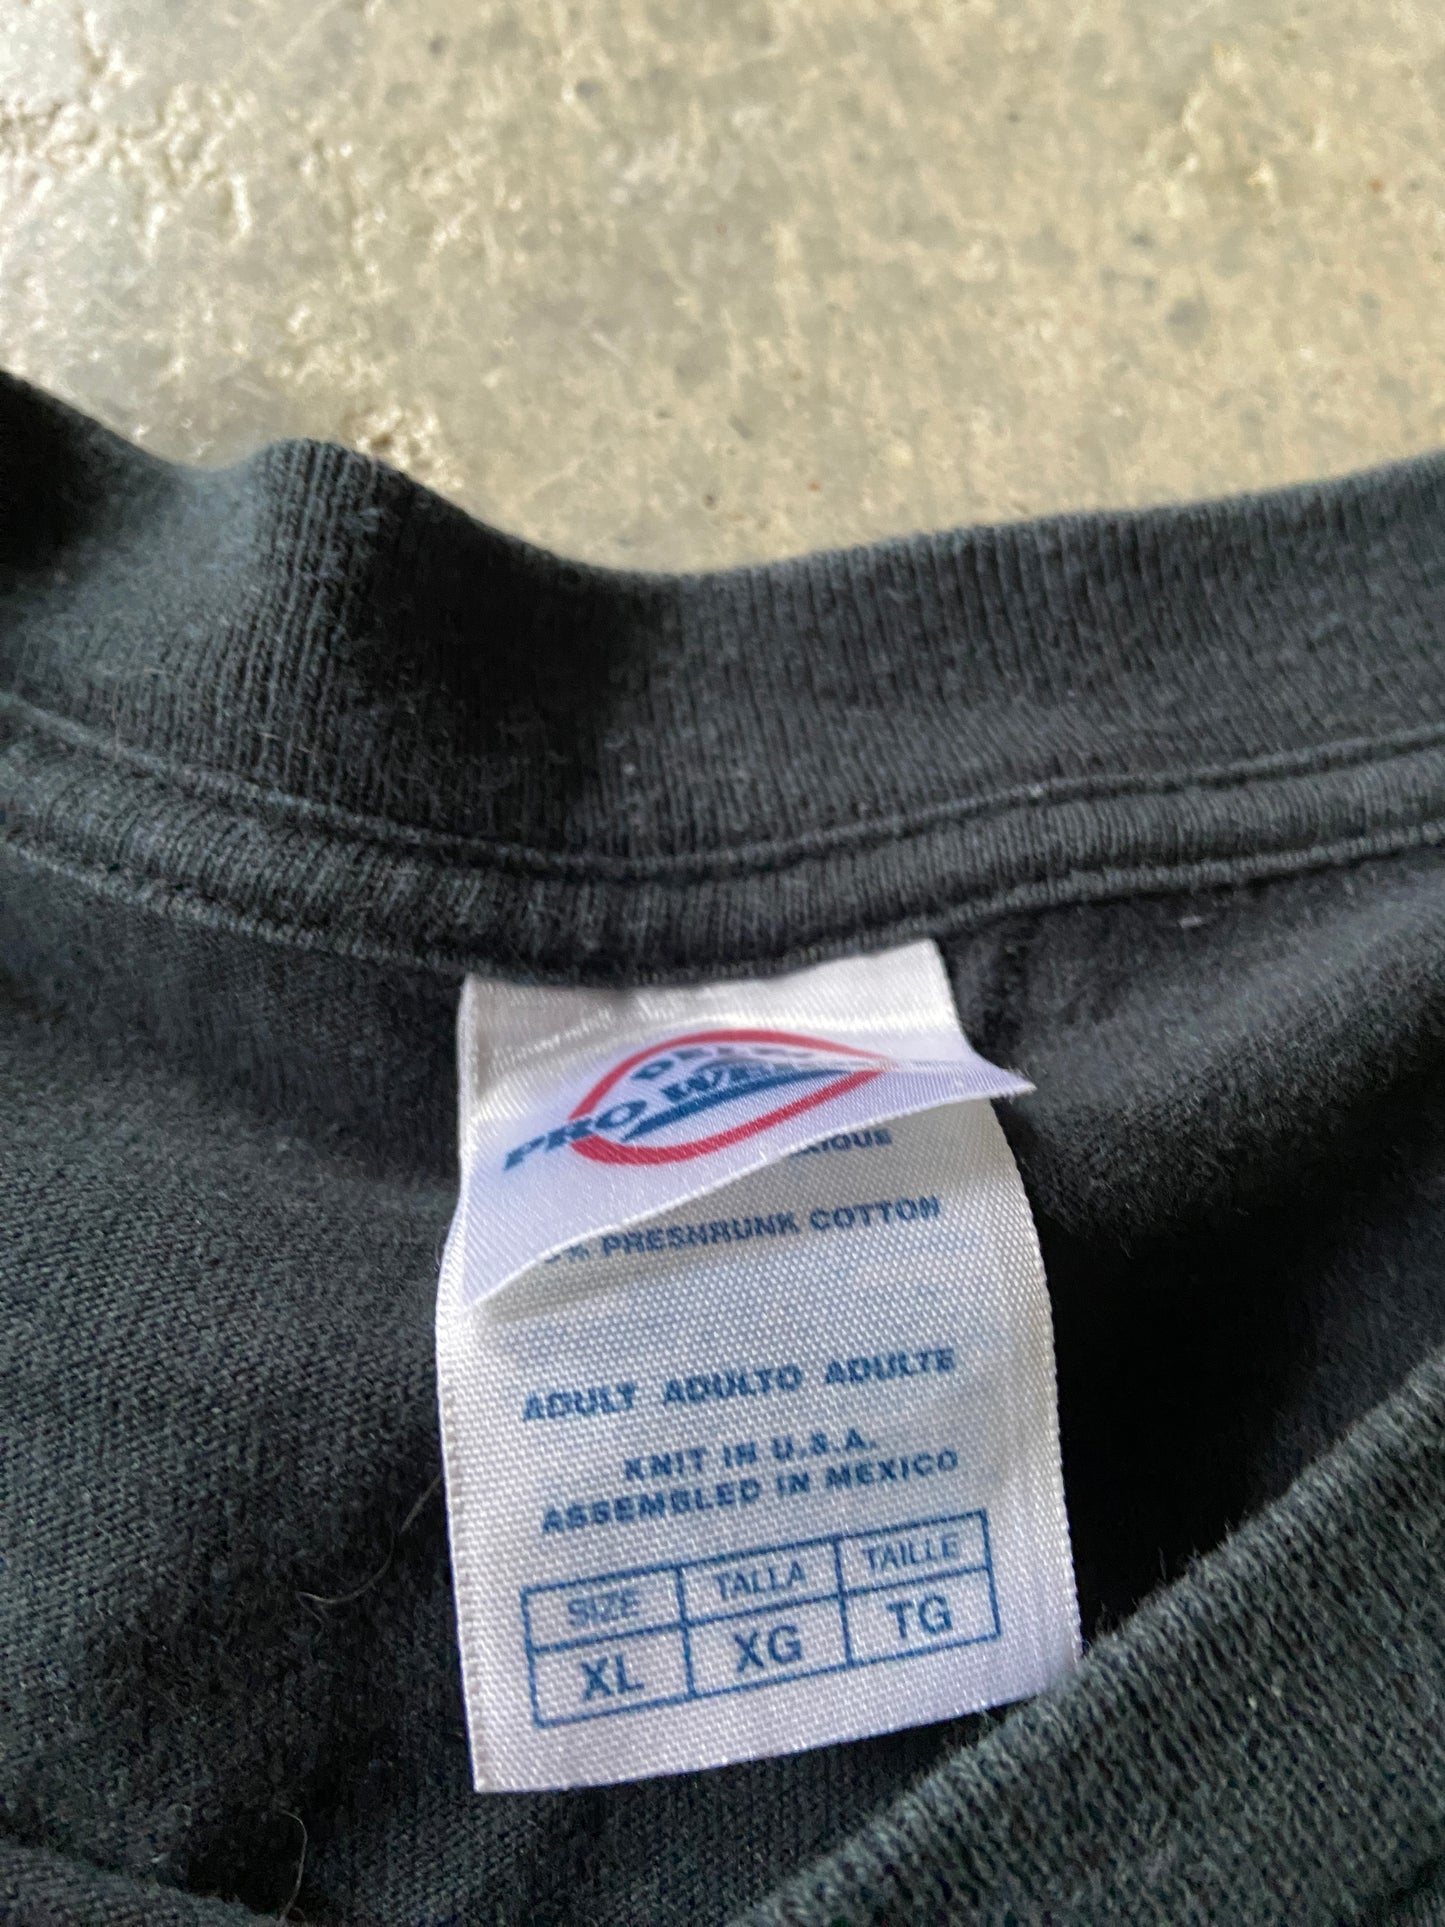 PRO
PRESHRUNK COTTON
ADULT ADULTO ADULTE
KNIT IN U.S.A.
ASSEMBLED IN MEXICO
SIZE TALLA TAILLE
XL XG TG